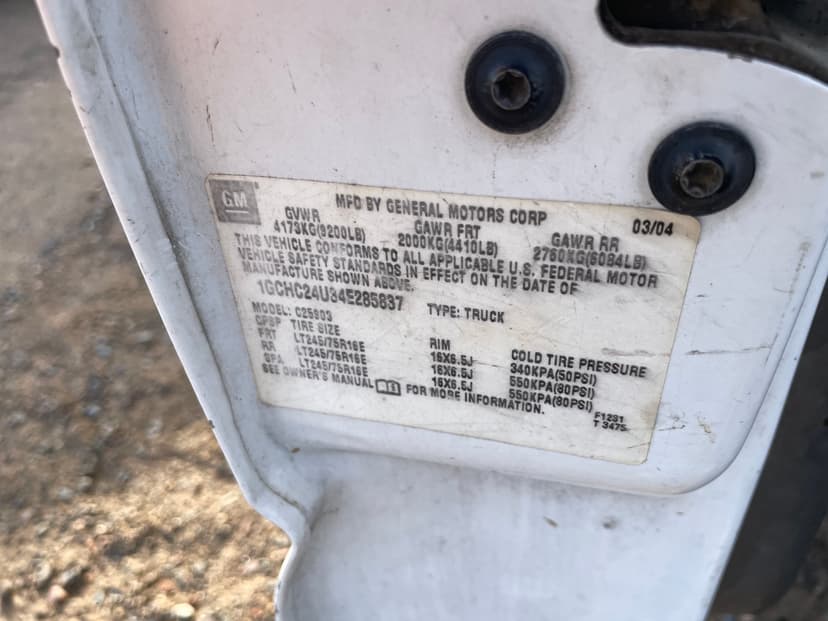 GM
MFD BY GENERAL MOTORS CORP 03/04
GVWR GAWR FRT GAWR RR
4173KG(9200LB) 2000KG(4410LB) 2760KG(6084LB)
THIS VEHICLE CONFORMS TO ALL APPLICABLE U.S. FEDERAL MOTOR
VEHICLE SAFETY STANDARDS IN EFFECT ON THE DATE OF
MANUFACTURE SHOWN ABOVE.
1GCHC24U34E285837
MODEL: C25903 TYPE: TRUCK
TIRE SIZE RIM COLD TIRE PRESSURE
FRT LT245/75R16E 16X6.5J 340KPA(50PSI)
RR LT245/75R16E 16X6.5J 550KPA(80PSI)
SPA LT245/75R16E 16X6.5J 550KPA(80PSI)
SEE OWNER'S MANUAL FOR MORE INFORMATION.
F1231
T 3475